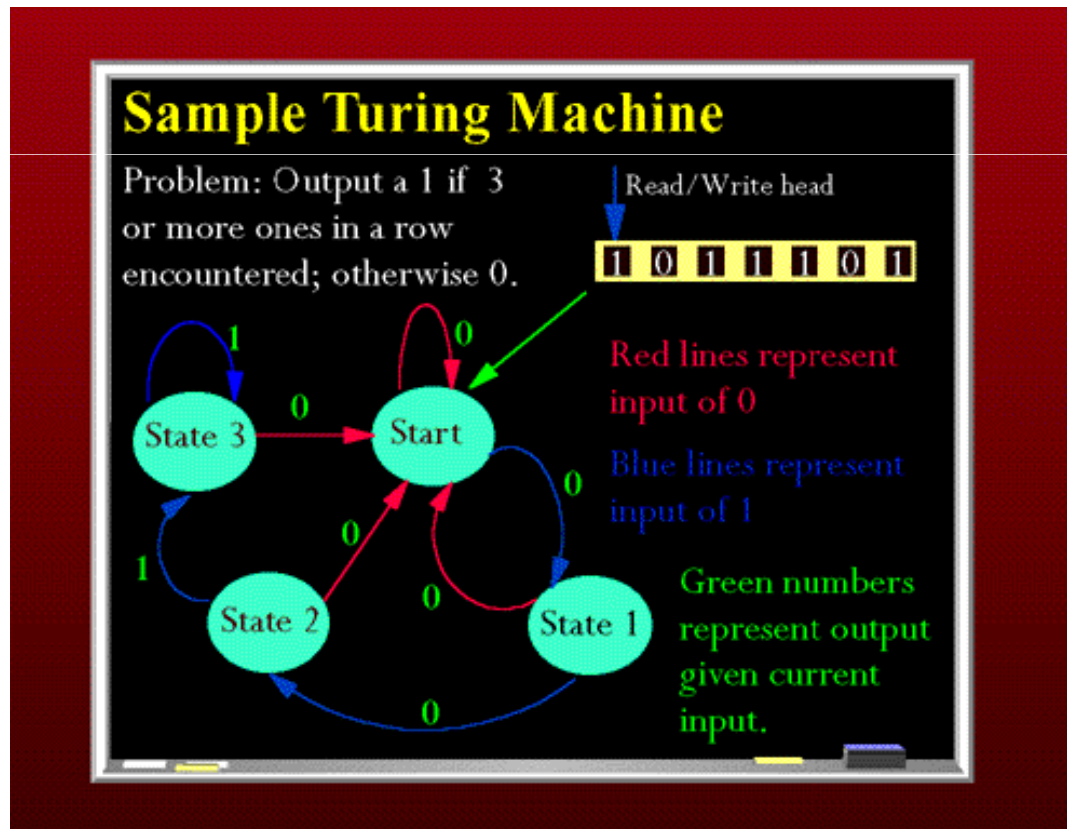 Sample Turing Machine
Problem: Output a 1 if 3
or more ones in a row
encountered; otherwise 0.
Read/Write head
1 0 1 1 1 0 1
Red lines represent
input of 0
Blue lines represent
input of 1
Green numbers
represent output
given current
input.
0
1
0
State 3
Start
0
0
1
0
State 2
State 1
0